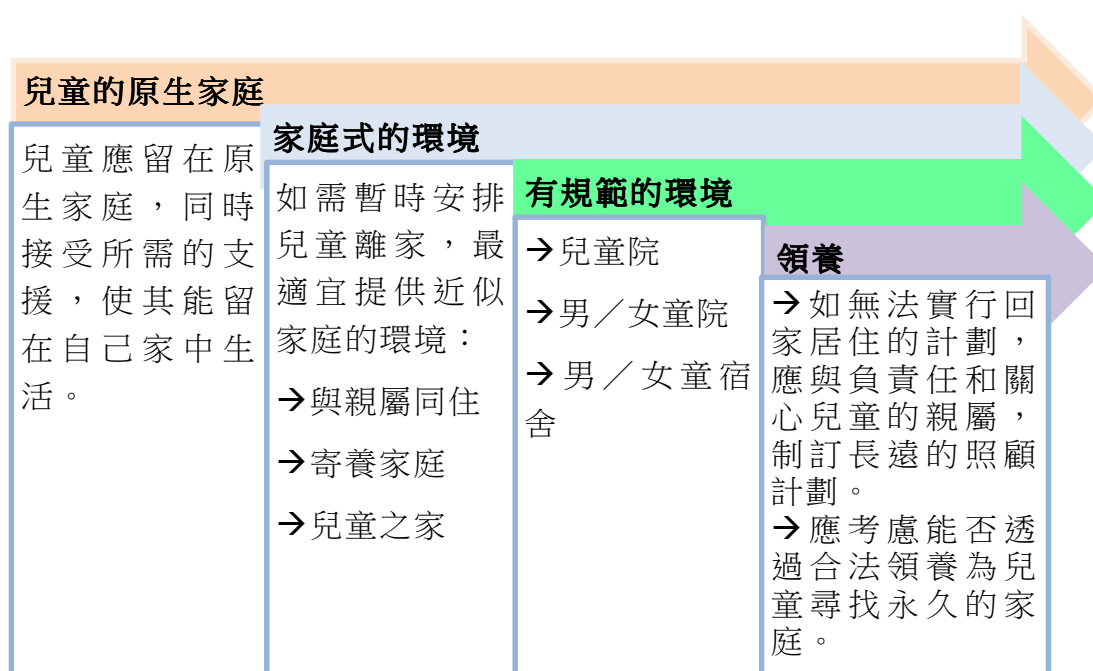 兒童的原生家庭
兒童應留在原
生家庭，同時
接受所需的支
援，使其能留
在自己家中生
活。
家庭式的環境
如需暫時安排
兒童離家，最
適宜提供近似
家庭的環境：
→與親屬同住
→寄養家庭
→兒童之家
有規範的環境
→兒童院
→男／女童院
→男／女童宿
舍
領養
→如無法實行回
家居住的計劃，
應與負責任和關
心兒童的親屬，
制訂長遠的照顧
計劃。
→應考慮能否透
過合法領養為兒
童尋找永久的家
庭。